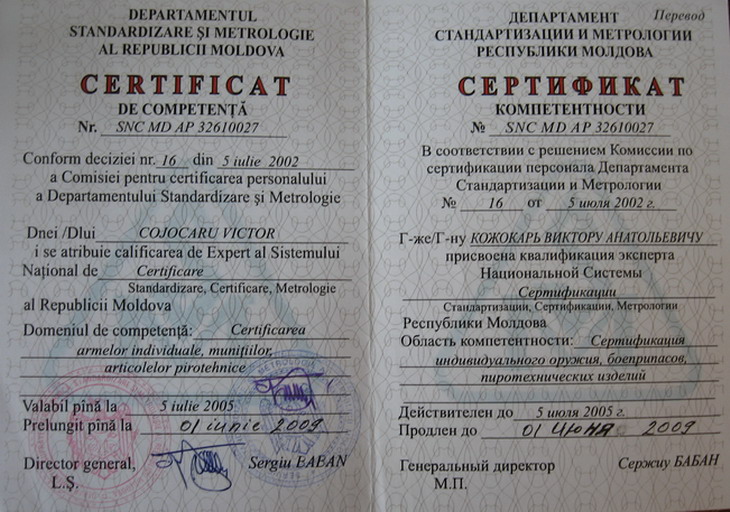 DEPARTAMENTUL
STANDARDIZARE ŞI METROLOGIE
AL REPUBLICII MOLDOVA
CERTIFICAT
DE COMPETENŢĂ
Nr. SNC MD AP 32610027
Conform deciziei nr. 16 din 5 iulie 2002
a Comisiei pentru certificarea personalului
a Departamentului Standardizare şi Metrologie
Dnei /Dlui COJOCARU VICTOR
i se atribuie calificarea de Expert al Sistemului
Naţional de Certificare
Standardizare, Certificare, Metrologie
al Republicii Moldova
Domeniul de competenţă: Certificarea
armelor individuale, muniţiilor,
articolelor pirotehnice
Valabil pînă la 5 iulie 2005
Prelungit pînă la 01 iunie 2009
Director general, Sergiu BABAN
L.Ş.
Перевод
ДЕПАРТАМЕНТ
СТАНДАРТИЗАЦИИ И МЕТРОЛОГИИ
РЕСПУБЛИКИ МОЛДОВА
СЕРТИФИКАТ
КОМПЕТЕНТНОСТИ
№ SNC MD AP 32610027
В соответствии с решением Комиссии по
сертификации персонала Департамента
Стандартизации и Метрологии
№ 16 от 5 июля 2002 г.
Г-же/Г-ну КОЖОКАРЬ ВИКТОРУ АНАТОЛЬЕВИЧУ
присвоена квалификация эксперта
Национальной Системы
Сертификации
Стандартизации, Сертификации, Метрологии
Республики Молдова
Область компетентности: Сертификация
индивидуального оружия, боеприпасов,
пиротехнических изделий
Действителен до 5 июля 2005 г.
Продлен до 01 июня 2009
Генеральный директор Сержиу БАБАН
М.П.